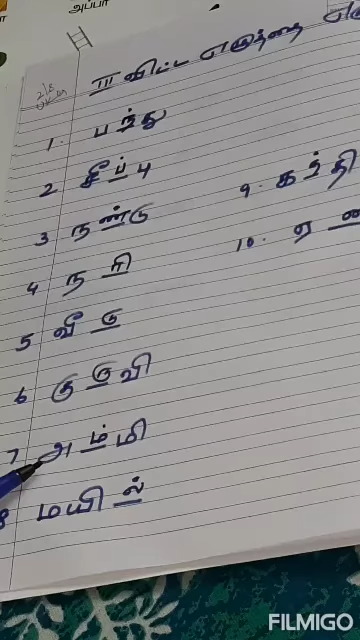 அப்பா
III விட்ட எழுத்தை
1. பந்து
2 சீப்பு
3 நண்டு
4 நரி
5 வீடு
6 குருவி
7 அம்மி
8 மயில்
9. கத்தி
10. ஏ
FILMIGO